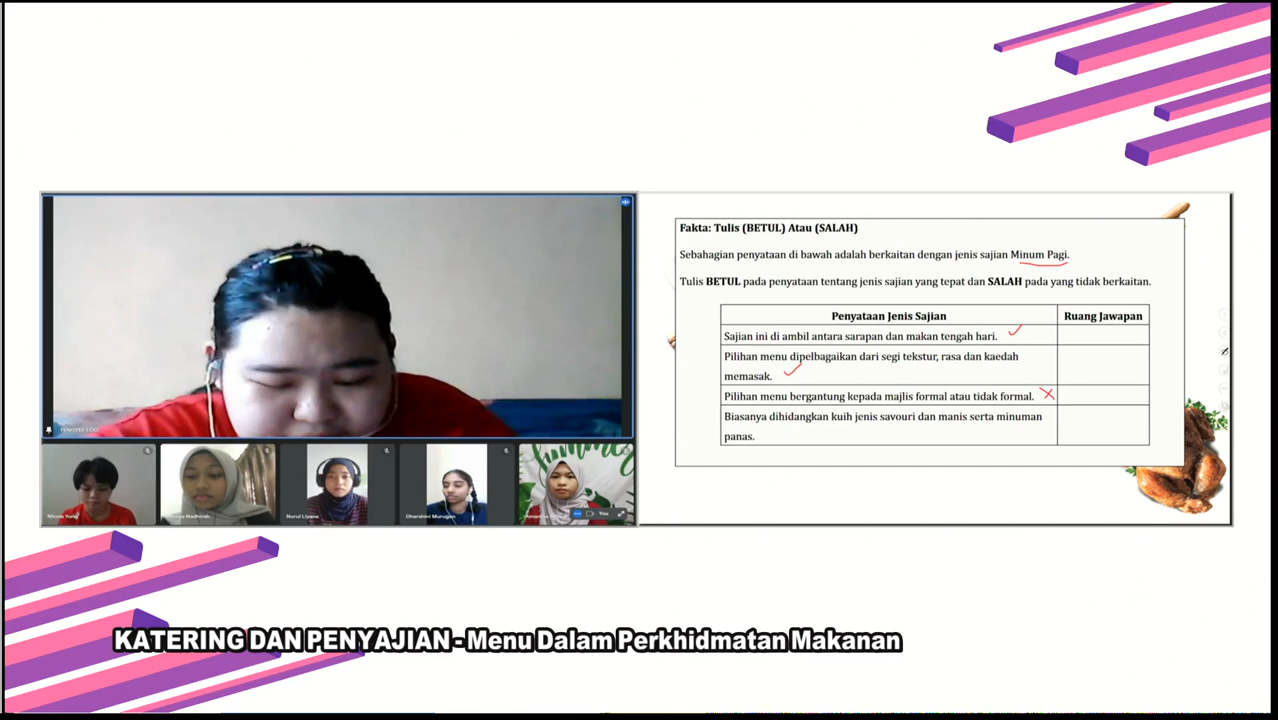 Fakta: Tulis (BETUL) Atau (SALAH)
Sebahagian penyataan di bawah adalah berkaitan dengan jenis sajian Minum Pagi.
Tulis BETUL pada penyataan tentang jenis sajian yang tepat dan SALAH pada yang tidak berkaitan.
Penyataan Jenis Sajian Ruang Jawapan
Sajian ini di ambil antara sarapan dan makan tengah hari.
Pilihan menu dipelbagaikan dari segi tekstur, rasa dan kaedah
memasak.
Pilihan menu bergantung kepada majlis formal atau tidak formal.
Biasanya dihidangkan kuih jenis savouri dan manis serta minuman
panas.
Nicole Yong
Nurul Liyana
Dharshini Murugan
You
KATERING DAN PENYAJIAN - Menu Dalam Perkhidmatan Makanan